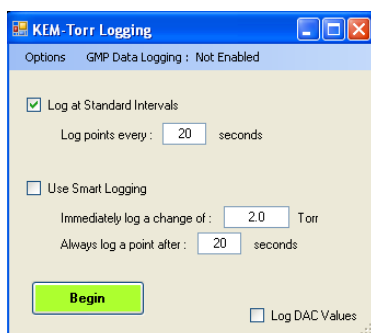 KEM-Torr Logging
Options GMP Data Logging : Not Enabled
Log at Standard Intervals
Log points every : 20 seconds
Use Smart Logging
Immediately log a change of : 2.0 Torr
Always log a point after : 20 seconds
Begin
Log DAC Values